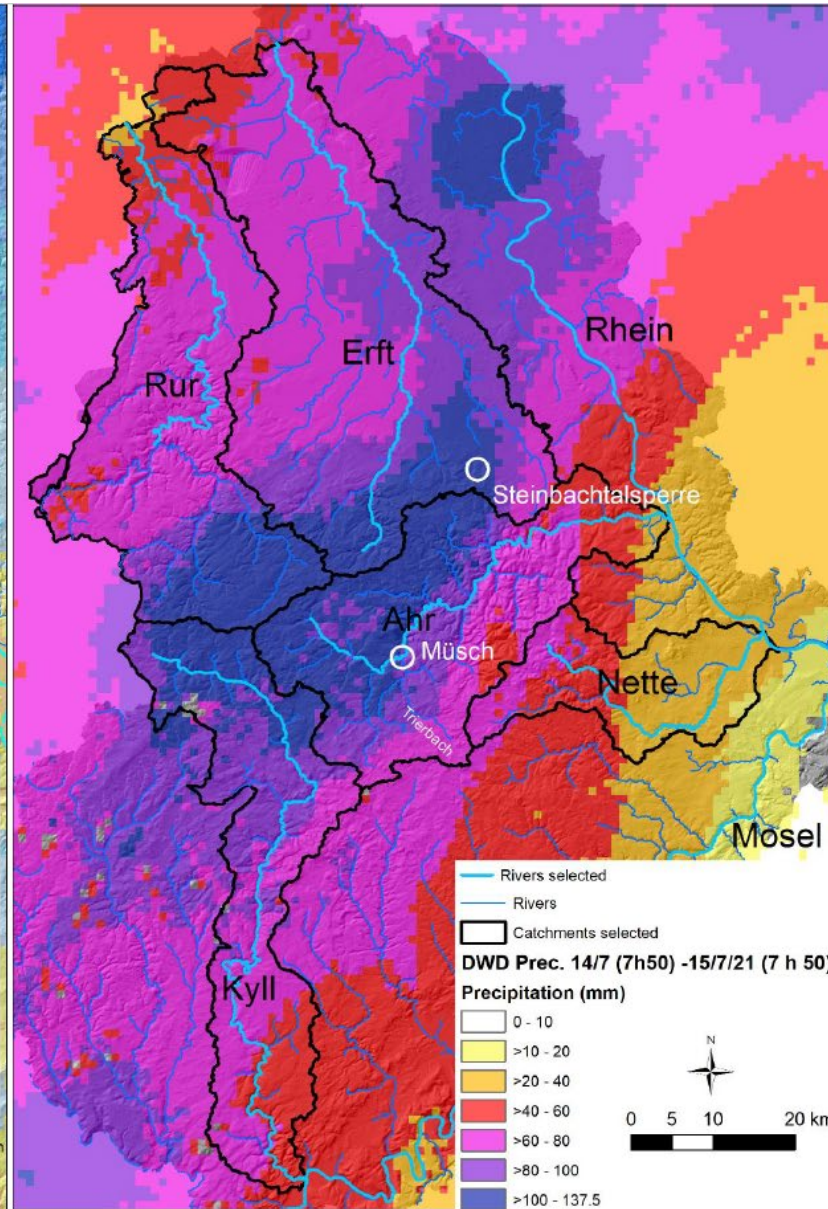 Rhein
Erft
Rur
Steinbachtalsperre
Ahr
Müsch
Nette
Trierbach
Mosel
Kyll
Rivers selected
Rivers
Catchments selected
DWD Prec. 14/7 (7h50) -15/7/21 (7 h 50)
Precipitation (mm)
0 - 10
>10 - 20
>20 - 40
>40 - 60
>60 - 80
>80 - 100
>100 - 137.5
N
0 5 10 20 km